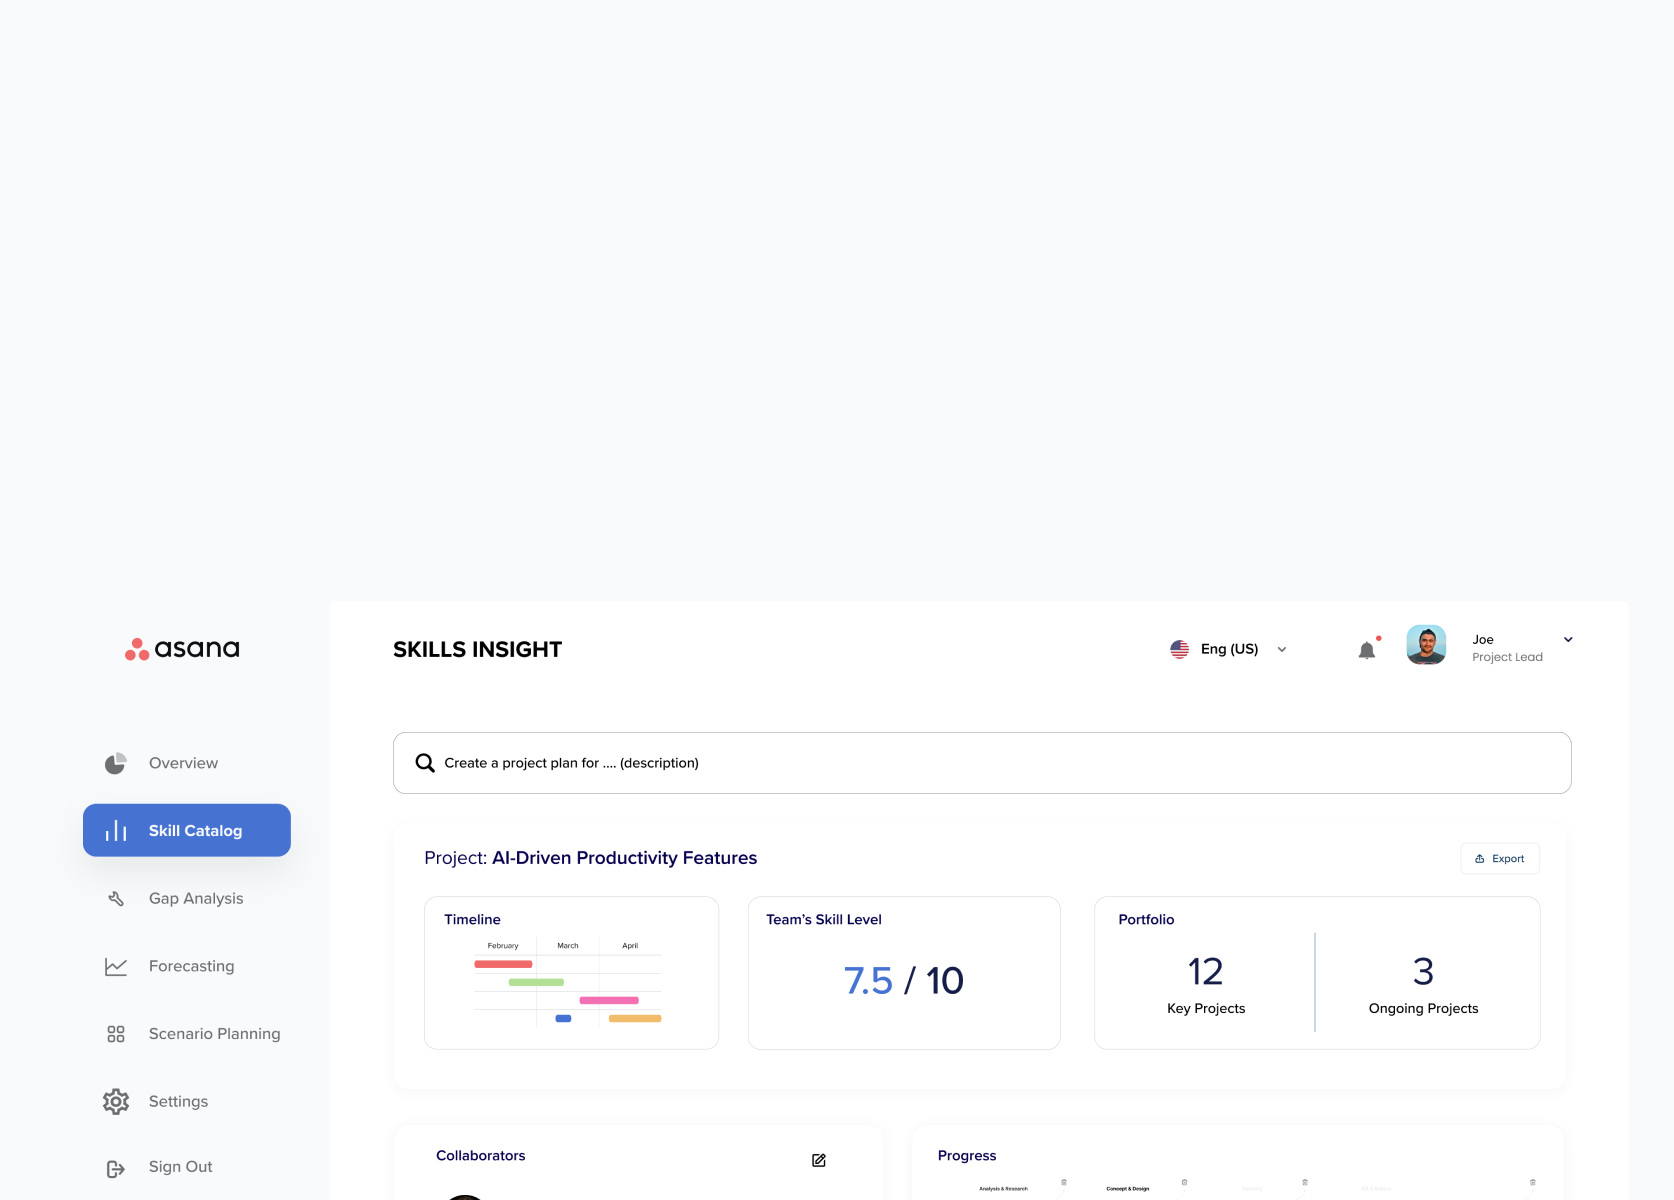 asana
SKILLS INSIGHT
Eng (US)
Joe
Project Lead
Overview
Skill Catalog
Gap Analysis
Forecasting
Scenario Planning
Settings
Sign Out
Create a project plan for .... (description)
Project: AI-Driven Productivity Features
Export
Timeline
February March April
Team’s Skill Level
7.5 / 10
Portfolio
12
Key Projects
3
Ongoing Projects
Collaborators
Progress
Analysis & Research Concept & Design